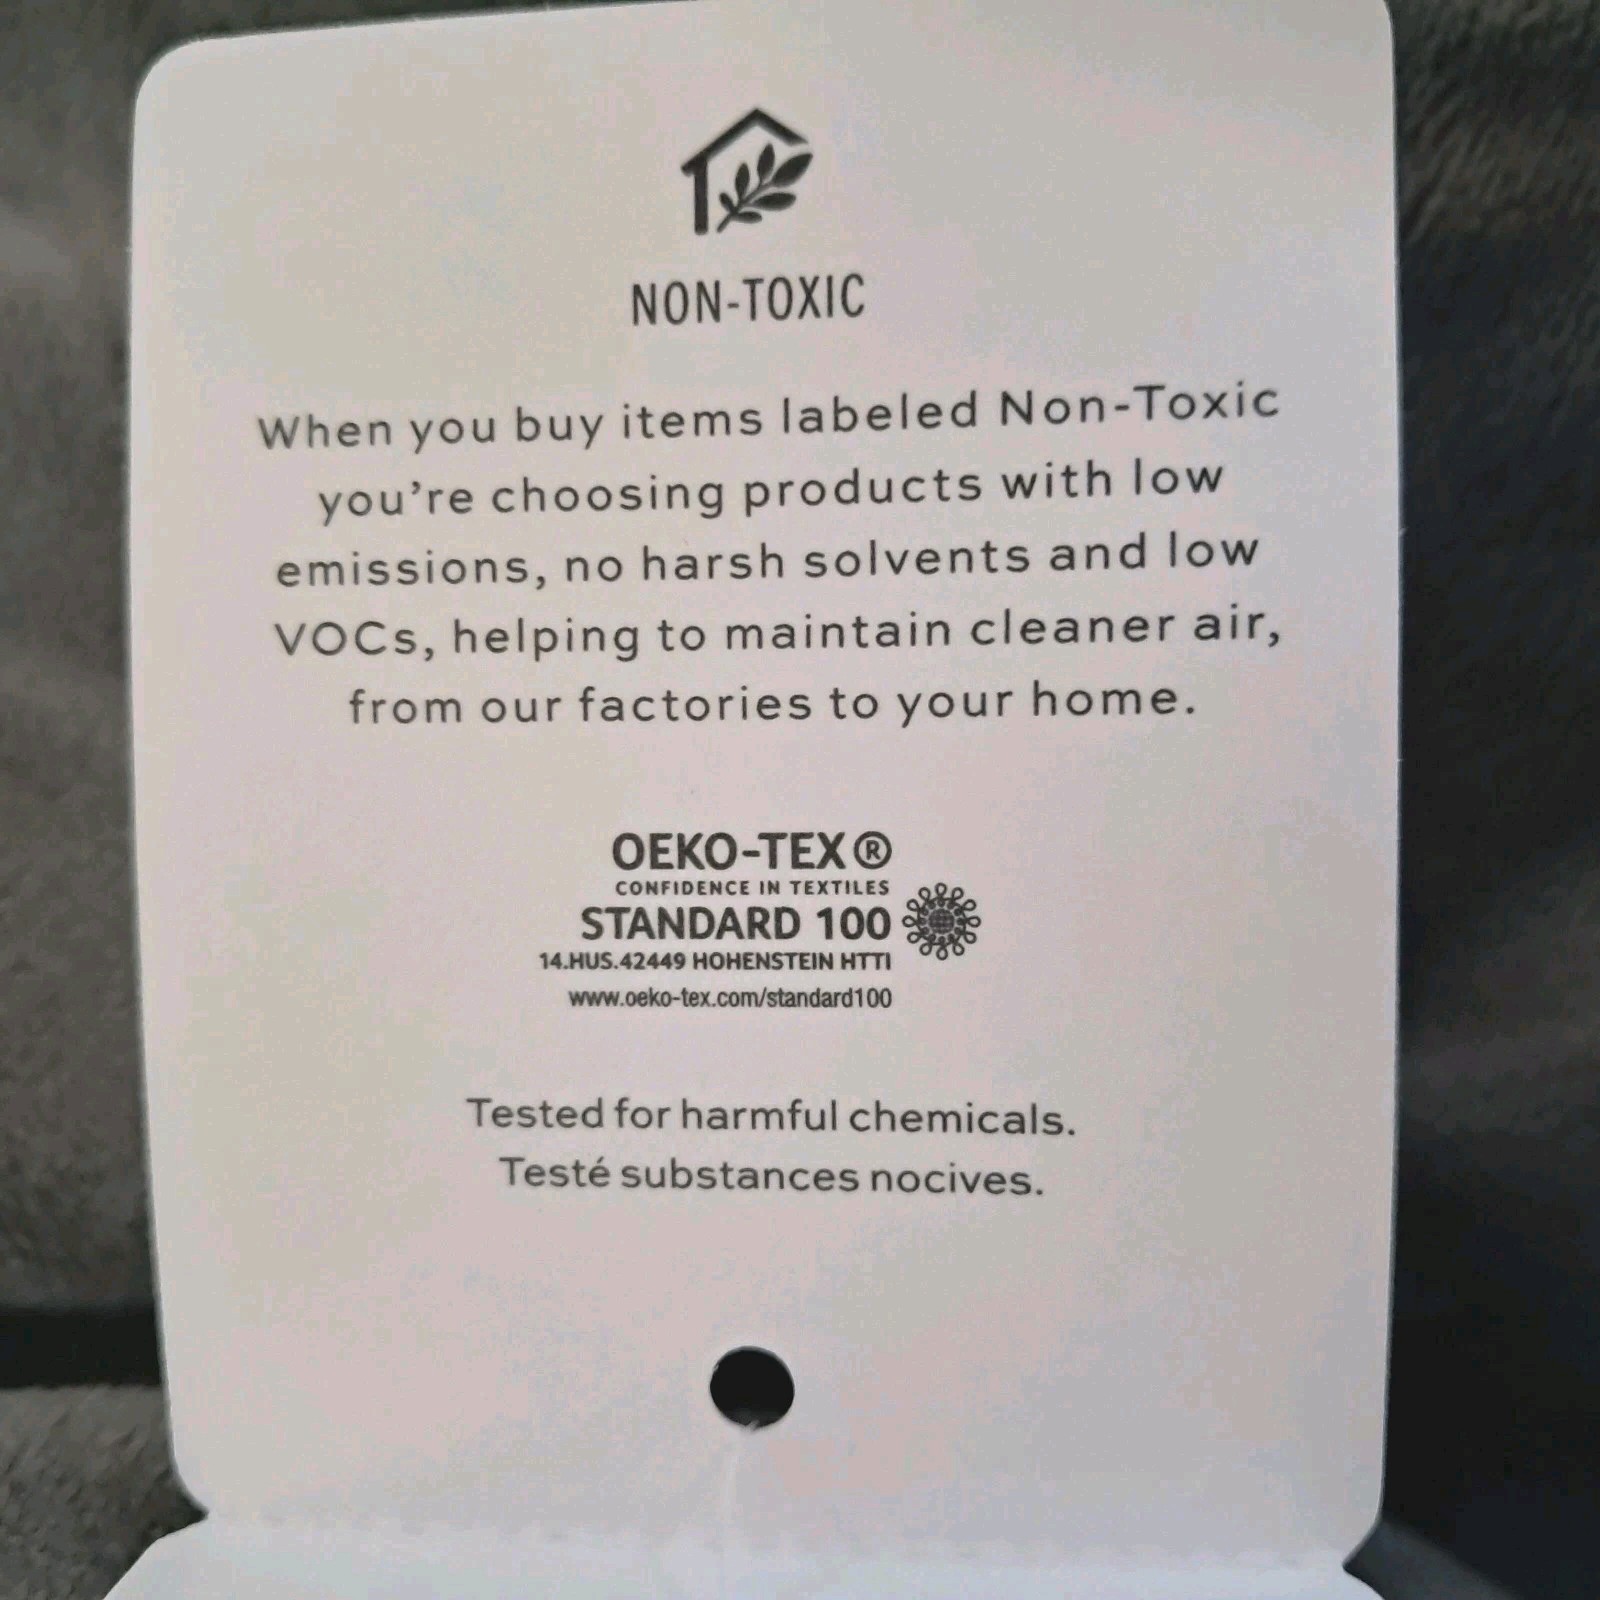 NON-TOXIC
When you buy items labeled Non-Toxic
you're choosing products with low
emissions, no harsh solvents and low
VOCs, helping to maintain cleaner air,
from our factories to your home.
OEKO-TEX®
CONFIDENCE IN TEXTILES
STANDARD 100
14.HUS.42449 HOHENSTEIN HTTI
www.oeko-tex.com/standard100
Tested for harmful chemicals.
Testé substances nocives.